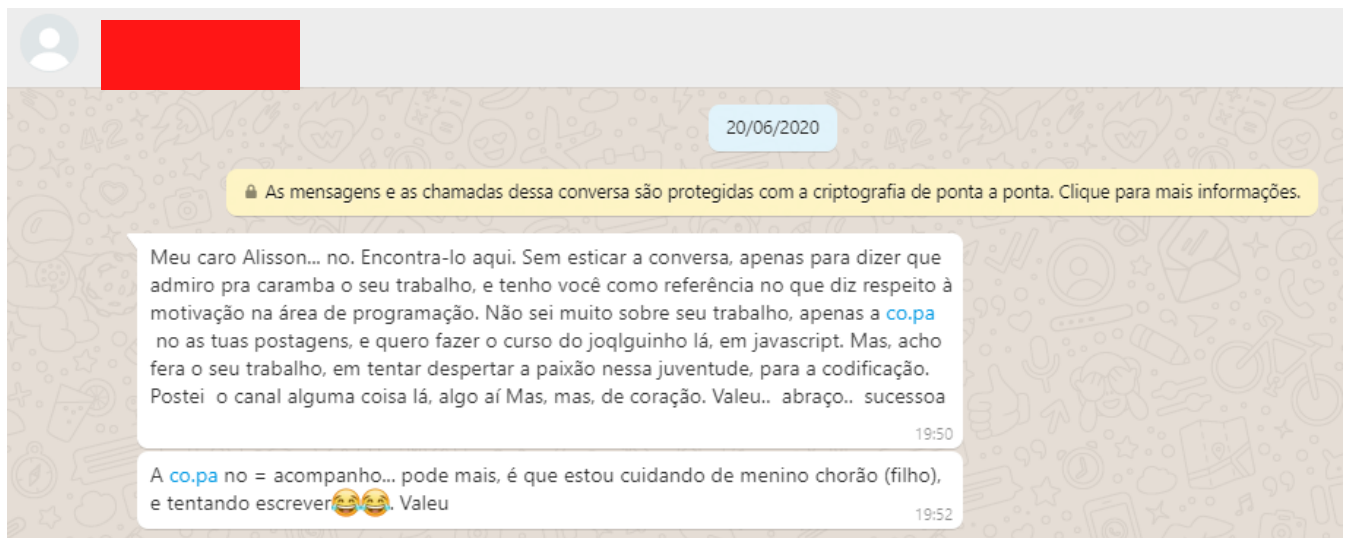 20/06/2020
As mensagens e as chamadas dessa conversa são protegidas com a criptografia de ponta a ponta. Clique para mais informações.
Meu caro Alisson... no. Encontra-lo aqui. Sem esticar a conversa, apenas para dizer que
admiro pra caramba o seu trabalho, e tenho você como referência no que diz respeito à
motivação na área de programação. Não sei muito sobre seu trabalho, apenas a co.pa
no as tuas postagens, e quero fazer o curso do joqlguinho lá, em javascript. Mas, acho
fera o seu trabalho, em tentar despertar a paixão nessa juventude, para a codificação.
Postei o canal alguma coisa lá, algo aí Mas, mas, de coração. Valeu.. abraço.. sucessoa
19:50
A co.pa no = acompanho... pode mais, é que estou cuidando de menino chorão (filho),
e tentando escrever😂😂. Valeu
19:52